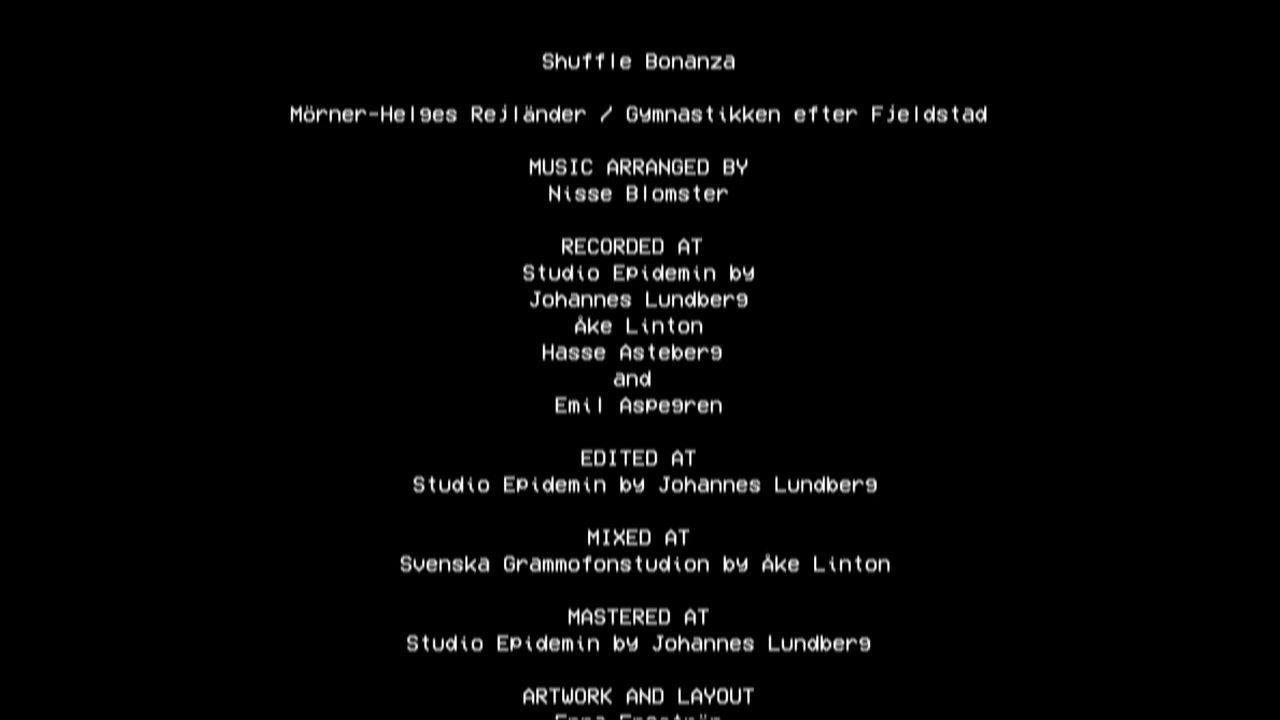 Shuffle Bonanza
Mörner-Helges Rejländer / Gymnastikken efter Fjeldstad
MUSIC ARRANGED BY
Nisse Blomster
RECORDED AT
Studio Epidemin by
Johannes Lundberg
Åke Linton
Hasse Asteberg
and
Emil Aspegren
EDITED AT
Studio Epidemin by Johannes Lundberg
MIXED AT
Svenska Grammofonstudion by Åke Linton
MASTERED AT
Studio Epidemin by Johannes Lundberg
ARTWORK AND LAYOUT